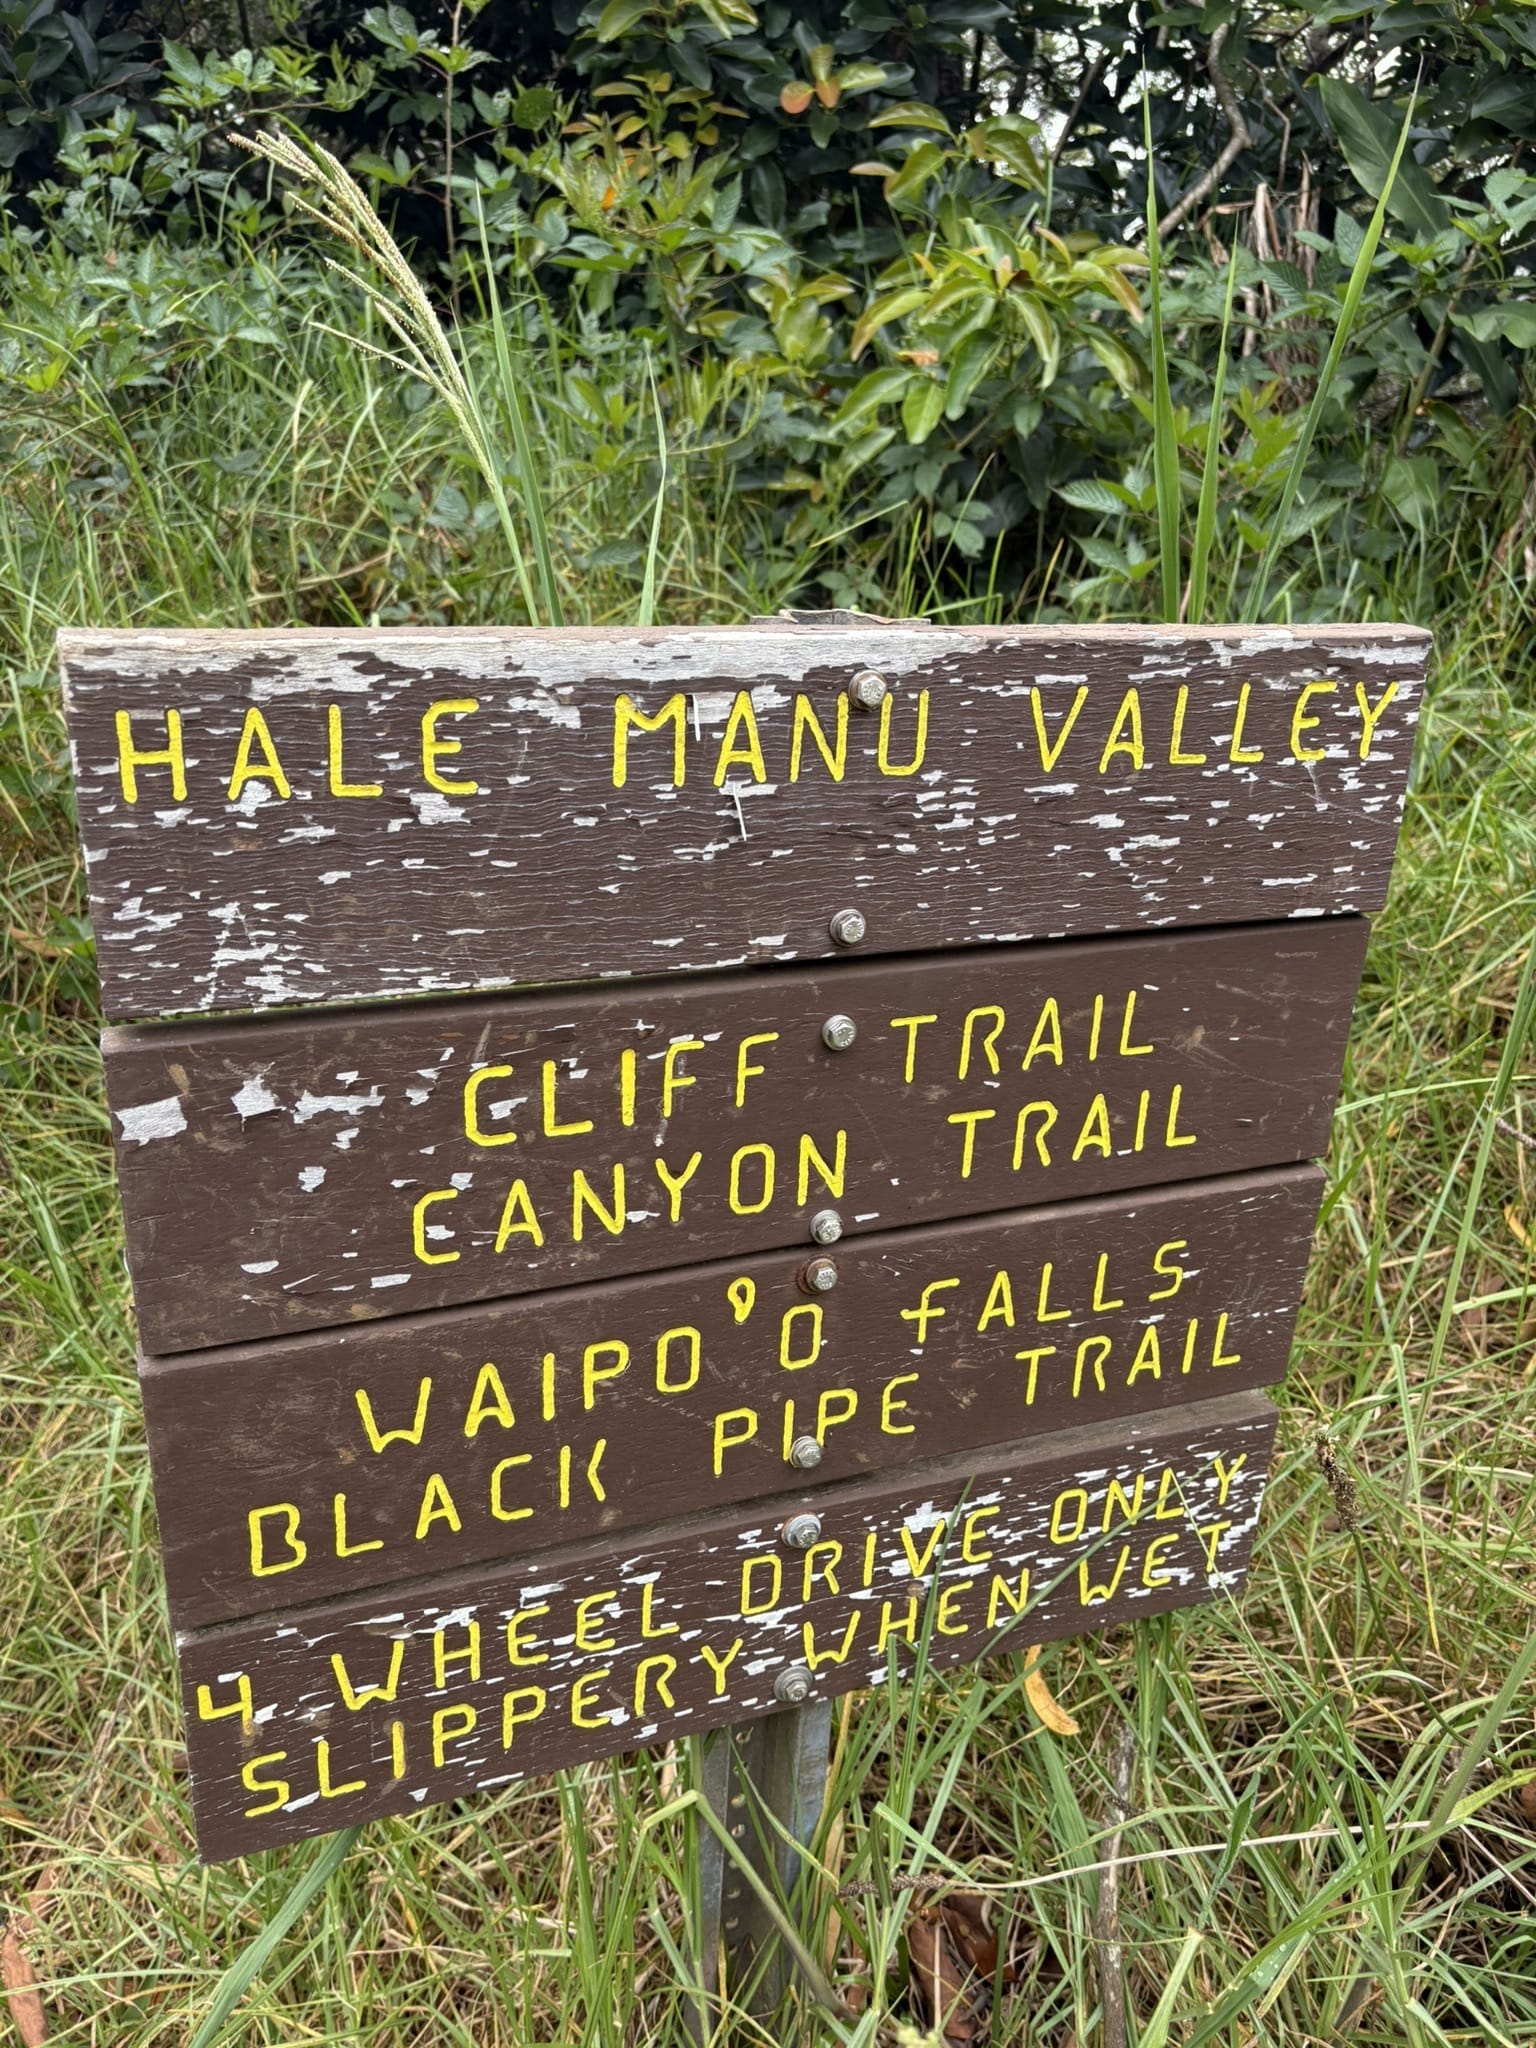 HALE MANU VALLEY
CLIFF TRAIL
CANYON TRAIL
WAIPO'O FALLS
BLACK PIPE TRAIL
4 WHEEL DRIVE ONLY
SLIPPERY WHEN WET